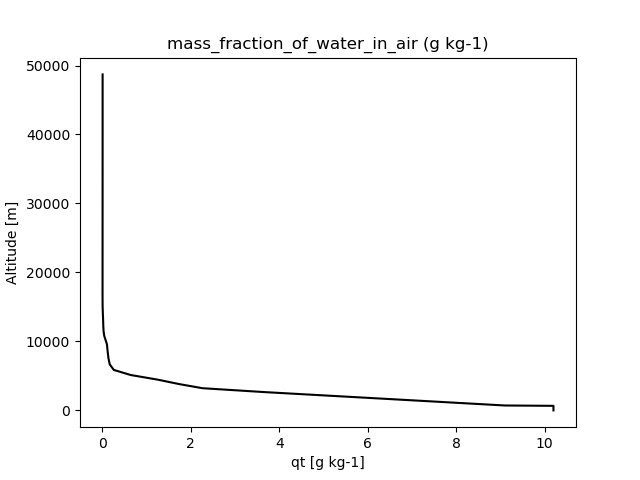 mass_fraction_of_water_in_air (g kg-1)
50000
40000
30000
20000
10000
0
Altitude [m]
0 2 4 6 8 10
qt [g kg-1]